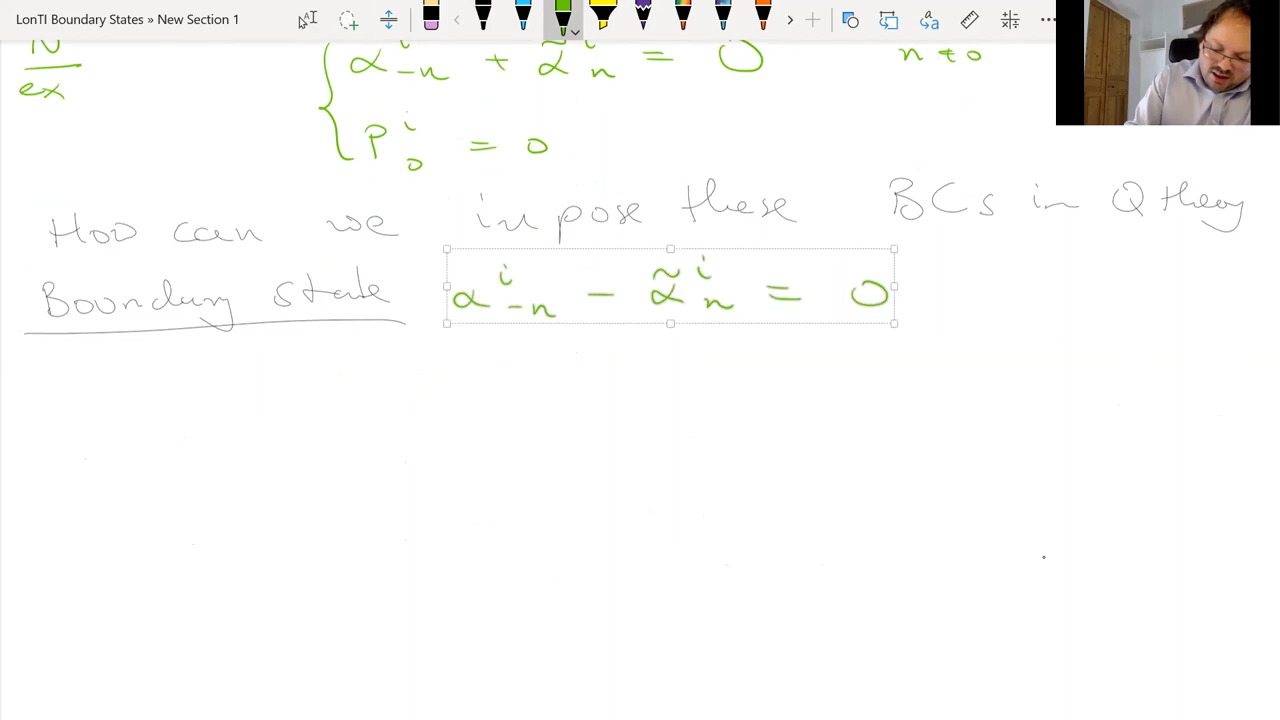 LonTI Boundary States » New Section 1
N α^i_{-n} + α̃^i_n = 0 n ≠ 0
ex
p^i_0 = 0
How can we impose these BCs in Q theory
Boundary state α^i_{-n} - α̃^i_n = 0